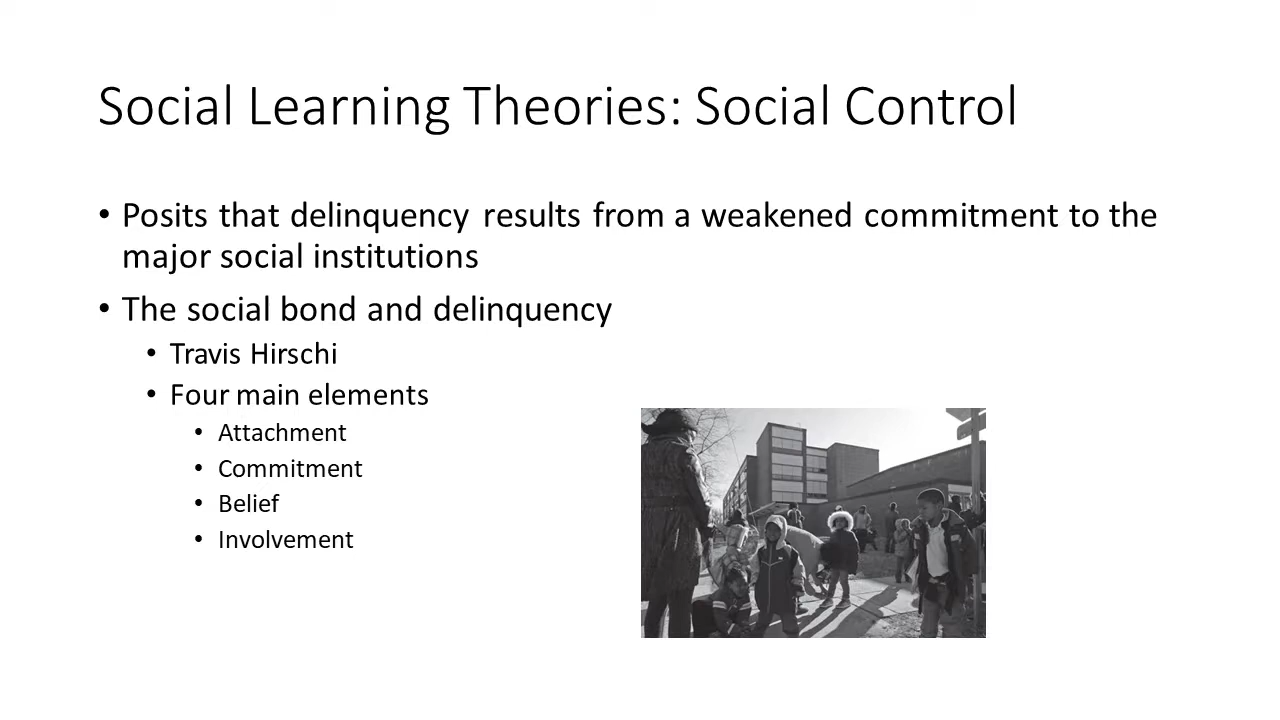 Social Learning Theories: Social Control
• Posits that delinquency results from a weakened commitment to the
major social institutions
• The social bond and delinquency
• Travis Hirschi
• Four main elements
• Attachment
• Commitment
• Belief
• Involvement